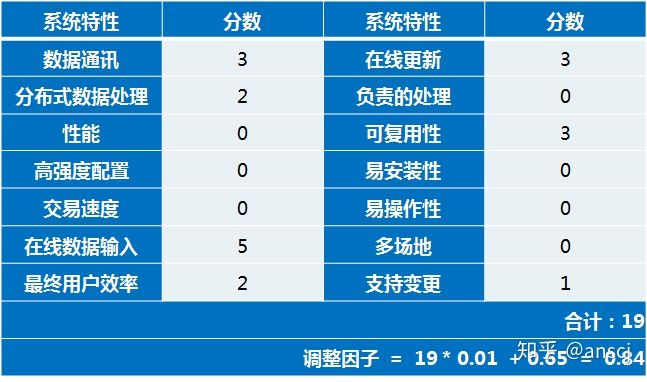 系统特性 分数 系统特性 分数
数据通讯 3 在线更新 3
分布式数据处理 2 负责的处理 0
性能 0 可复用性 3
高强度配置 0 易安装性 0
交易速度 0 易操作性 0
在线数据输入 5 多场地 0
最终用户效率 2 支持变更 1
合计：19
调整因子 = 19 * 0.01 + 0.65 = 0.84
知乎 @ancci